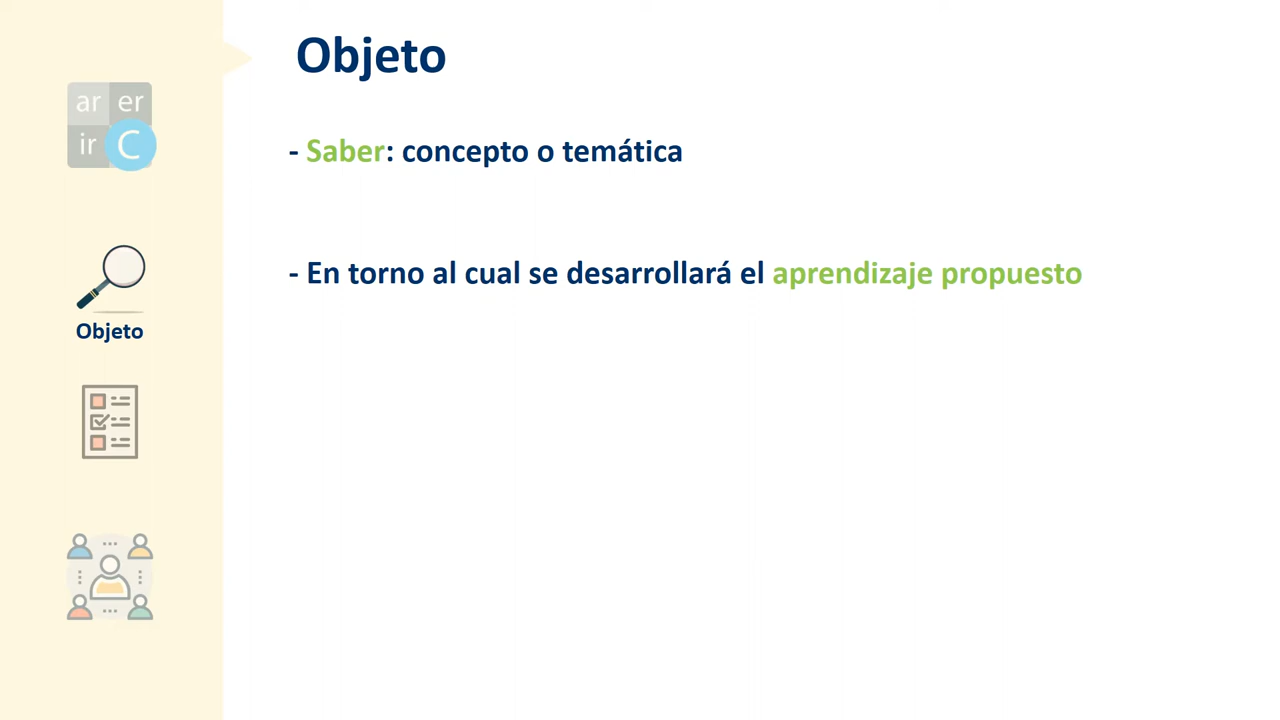 Objeto
ar er
ir C
- Saber: concepto o temática
- En torno al cual se desarrollará el aprendizaje propuesto
Objeto